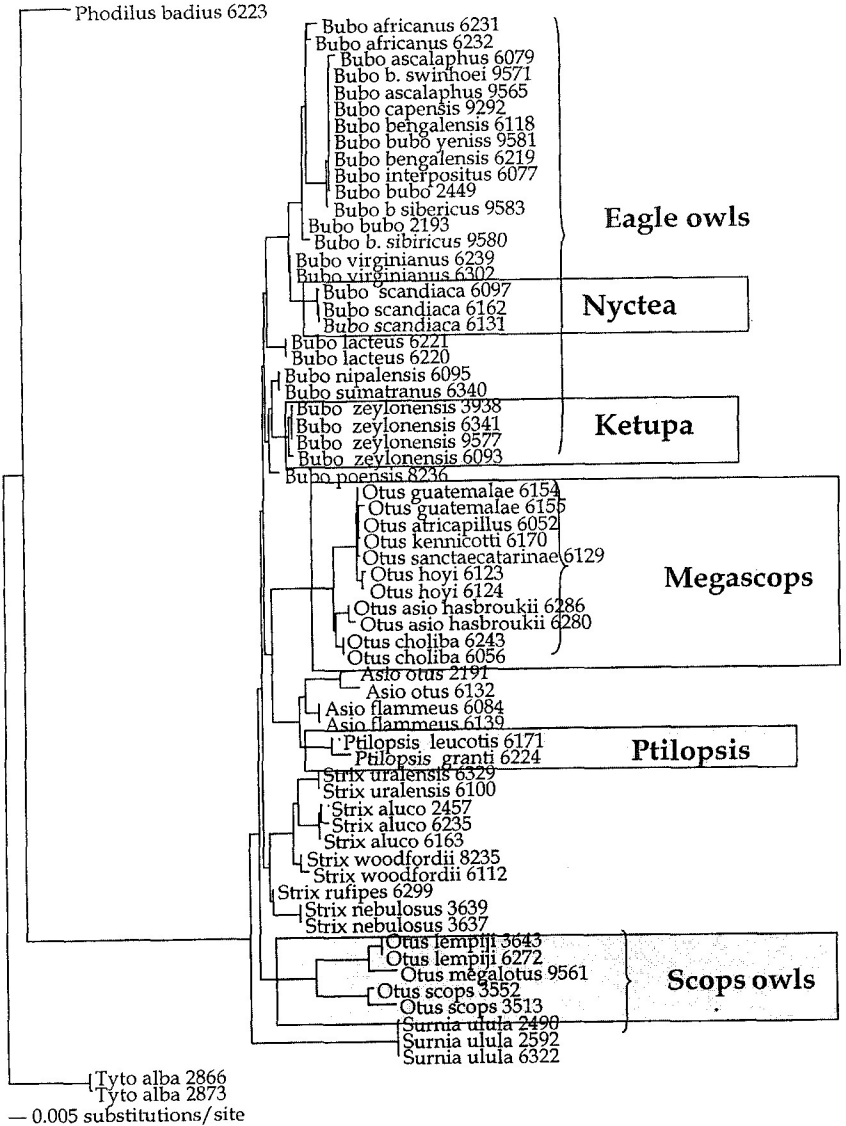 Phodilus badius 6223
Bubo africanus 6231
Bubo africanus 6232
Bubo ascalaphus 6079
Bubo b. swinhoei 9571
Bubo ascalaphus 9565
Bubo capensis 9292
Bubo bengalensis 6118
Bubo bubo yeniss 9581
Bubo bengalensis 6219
Bubo interpositus 6077
Bubo bubo 2449
Bubo b sibericus 9583
Bubo bubo 2193
Bubo b. sibiricus 9580
Eagle owls
Bubo virginianus 6239
Bubo virginianus 6302
Bubo scandiaca 6097
Bubo scandiaca 6162
Bubo scandiaca 6131
Nyctea
Bubo lacteus 6221
Bubo lacteus 6220
Bubo nipalensis 6095
Bubo sumatranus 6340
Bubo zeylonensis 3938
Bubo zeylonensis 6341
Bubo zeylonensis 9577
Bubo zeylonensis 6093
Ketupa
Bubo poensis 8236
Otus guatemalae 6154
Otus guatemalae 6155
Otus atricapillus 6052
Otus kennicotti 6170
Otus sanctaecatarinae 6129
Otus hoyi 6123
Otus hoyi 6124
Otus asio hasbroukii 6286
Otus asio hasbroukii 6280
Otus choliba 6243
Otus choliba 6056
Megascops
Asio otus 2191
Asio otus 6132
Asio flammeus 6084
Asio flammeus 6139
Ptilopsis leucotis 6171
Ptilopsis granti 6224
Ptilopsis
Strix uralensis 6329
Strix uralensis 6100
Strix aluco 2457
Strix aluco 6235
Strix aluco 6163
Strix woodfordii 8235
Strix woodfordii 6112
Strix rufipes 6299
Strix nebulosus 3639
Strix nebulosus 3637
Otus lempiji 3643
Otus lempiji 6272
Otus megalotus 9561
Otus scops 3552
Otus scops 3513
Scops owls
Surnia ulula 2490
Surnia ulula 2592
Surnia ulula 6322
Tyto alba 2866
Tyto alba 2873
— 0.005 substitutions/site